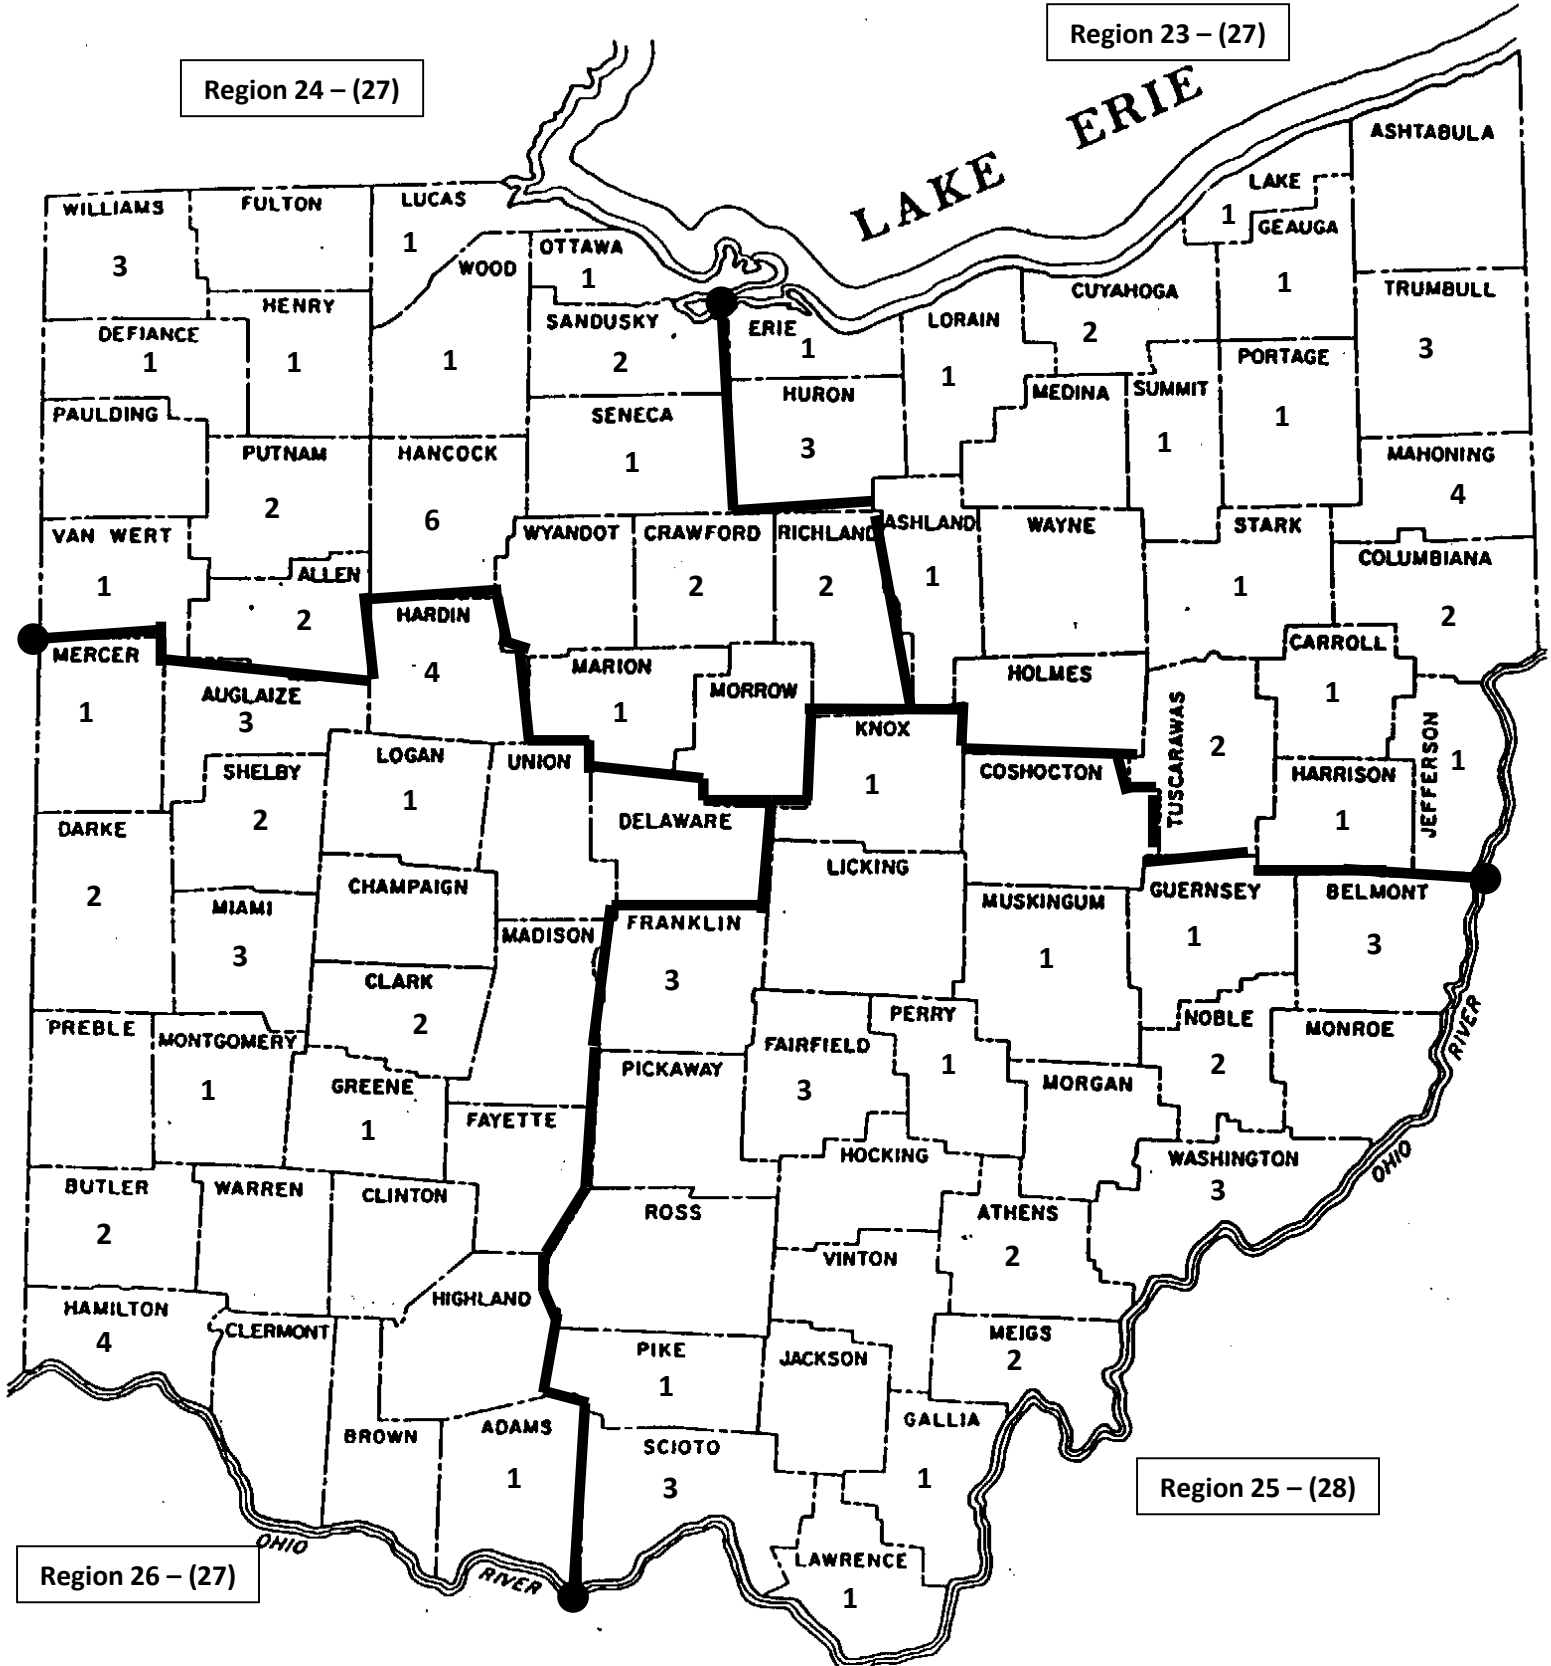 Region 23 – (27)
Region 24 – (27)
LAKE ERIE
ASHTABULA
LAKE
1
GEAUGA
1
WILLIAMS
3
FULTON
LUCAS
1
WOOD
1
OTTAWA
1
HENRY
1
SANDUSKY
2
ERIE
1
LORAIN
1
CUYAHOGA
2
TRUMBULL
3
DEFIANCE
1
PORTAGE
1
PAULDING
SENECA
1
HURON
3
MEDINA
SUMMIT
1
PUTNAM
2
HANCOCK
6
MAHONING
4
VAN WERT
1
WYANDOT
CRAWFORD
2
RICHLAND
2
ASHLAND
1
WAYNE
STARK
1
COLUMBIANA
2
ALLEN
2
HARDIN
4
CARROLL
1
MERCER
1
AUGLAIZE
3
MARION
1
MORROW
HOLMES
TUSCARAWAS
2
JEFFERSON
1
KNOX
1
LOGAN
1
UNION
SHELBY
2
COSHOCTON
HARRISON
1
DARKE
2
DELAWARE
LICKING
CHAMPAIGN
MIAMI
3
MUSKINGUM
1
GUERNSEY
1
BELMONT
3
MADISON
FRANKLIN
3
CLARK
2
PREBLE
MONTGOMERY
1
PERRY
1
NOBLE
2
MONROE
FAIRFIELD
3
PICKAWAY
MORGAN
GREENE
1
FAYETTE
HOCKING
WASHINGTON
3
OHIO RIVER
BUTLER
2
WARREN
CLINTON
ROSS
ATHENS
2
VINTON
HAMILTON
4
CLERMONT
HIGHLAND
MEIGS
2
PIKE
1
JACKSON
BROWN
ADAMS
1
SCIOTO
3
GALLIA
1
Region 25 – (28)
LAWRENCE
1
OHIO RIVER
Region 26 – (27)